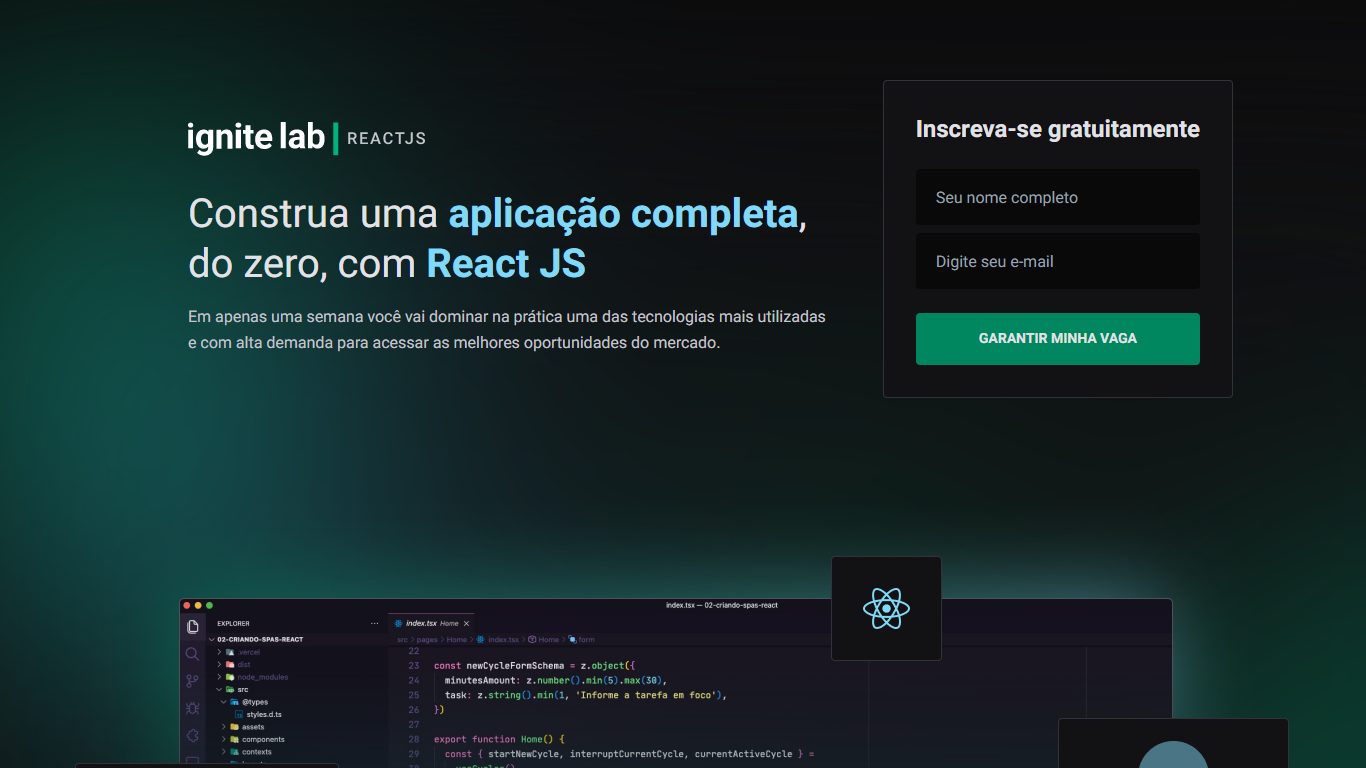 ignite lab | REACTJS
Construa uma aplicação completa,
do zero, com React JS
Em apenas uma semana você vai dominar na prática uma das tecnologias mais utilizadas
e com alta demanda para acessar as melhores oportunidades do mercado.
Inscreva-se gratuitamente
Seu nome completo
Digite seu e-mail
GARANTIR MINHA VAGA
index.tsx — 02-criando-spas-react
EXPLORER ...
02-CRIANDO-SPAS-REACT
.vercel
dist
node_modules
src
@types
styles.d.ts
assets
components
contexts
index.tsx Home
src > pages > Home > index.tsx > Home > form
22
23 const newCycleFormSchema = z.object({
24 minutesAmount: z.number().min(5).max(30),
25 task: z.string().min(1, 'Informe a tarefa em foco'),
26 })
27
28 export function Home() {
29 const { startNewCycle, interruptCurrentCycle, currentActiveCycle } =